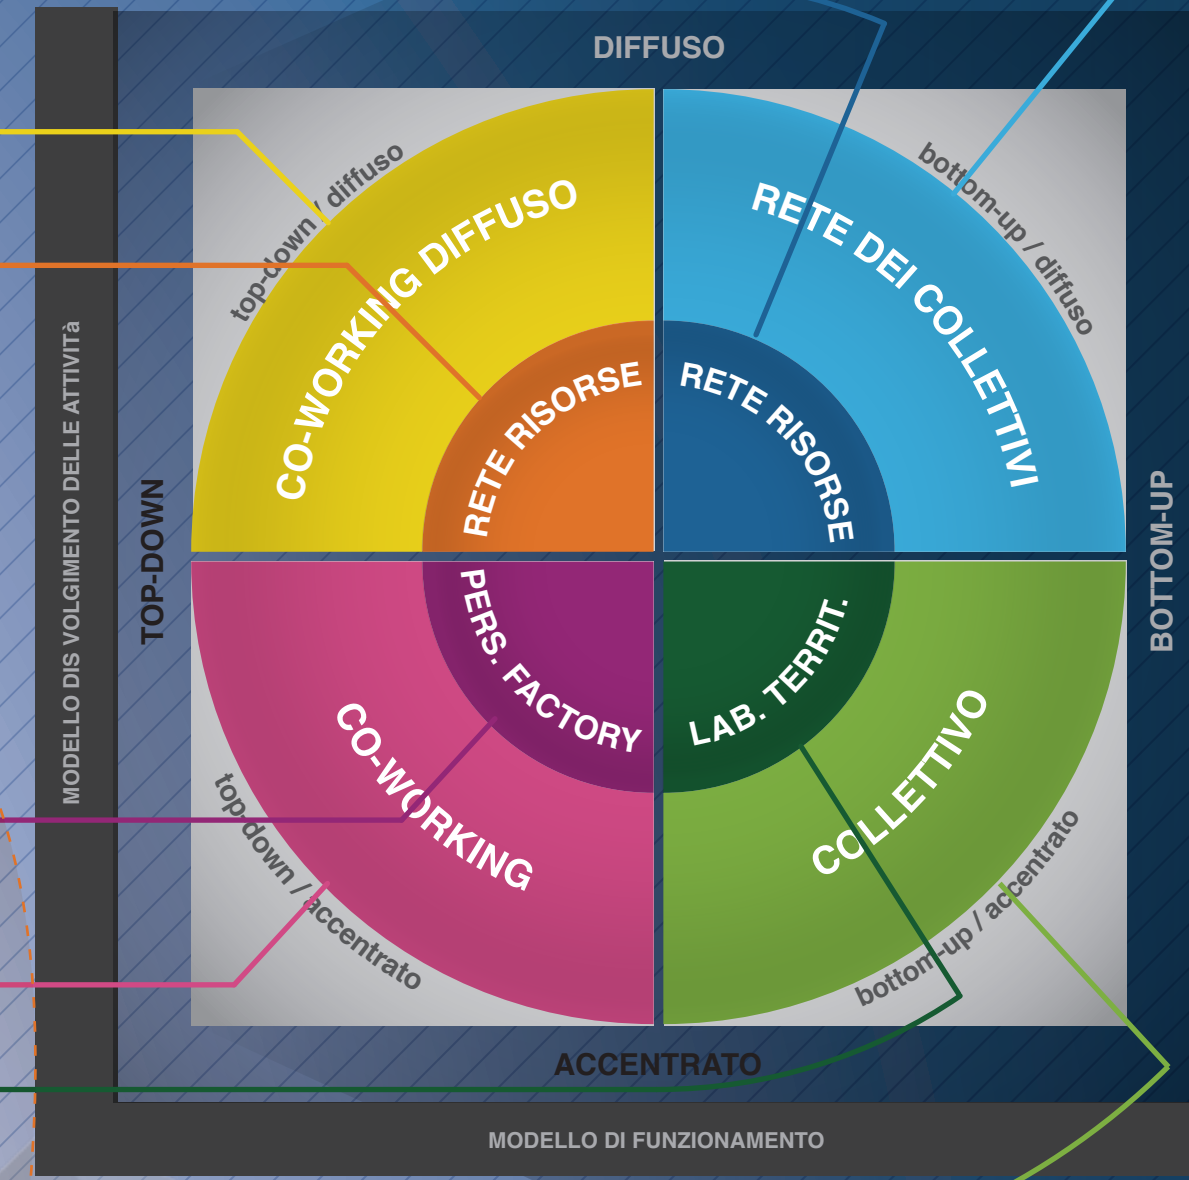 DIFFUSO
top-down / diffuso
bottom-up / diffuso
CO-WORKING DIFFUSO
RETE DEI COLLETTIVI
RETE RISORSE
RETE RISORSE
MODELLO DIS VOLGIMENTO DELLE ATTIVITà
TOP-DOWN
BOTTOM-UP
PERS. FACTORY
LAB. TERRIT.
CO-WORKING
COLLETTIVO
top-down / accentrato
bottom-up / accentrato
ACCENTRATO
MODELLO DI FUNZIONAMENTO